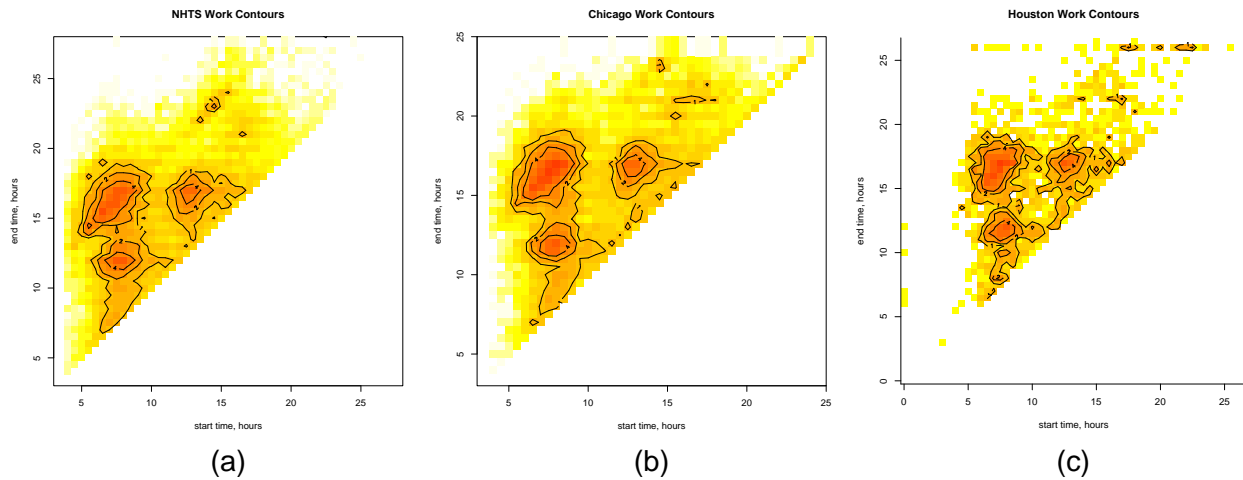 NHTS Work Contours
end time, hours
25
20
15
10
5
5 10 15 20 25
start time, hours
(a)
Chicago Work Contours
end time, hours
25
20
15
10
5
5 10 15 20 25
start time, hours
(b)
Houston Work Contours
end time, hours
25
20
15
10
5
0
0 5 10 15 20 25
start time, hours
(c)